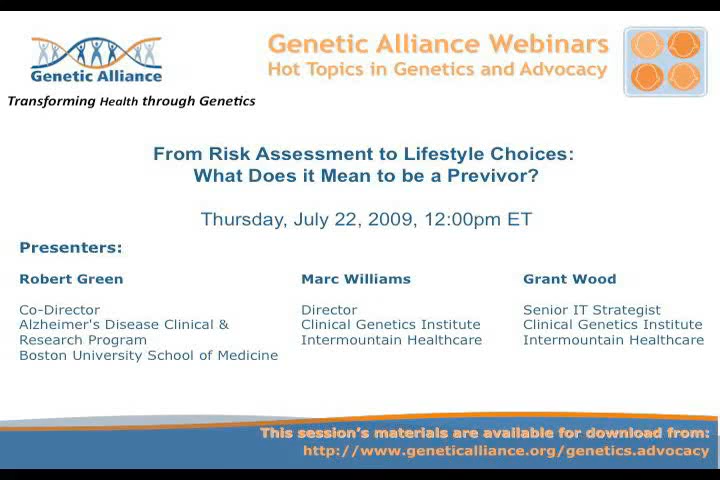 Genetic Alliance
Transforming Health through Genetics
Genetic Alliance Webinars
Hot Topics in Genetics and Advocacy
From Risk Assessment to Lifestyle Choices:
What Does it Mean to be a Previvor?
Thursday, July 22, 2009, 12:00pm ET
Presenters:
Robert Green
Co-Director
Alzheimer's Disease Clinical &
Research Program
Boston University School of Medicine
Marc Williams
Director
Clinical Genetics Institute
Intermountain Healthcare
Grant Wood
Senior IT Strategist
Clinical Genetics Institute
Intermountain Healthcare
This session's materials are available for download from:
http://www.geneticalliance.org/genetics.advocacy